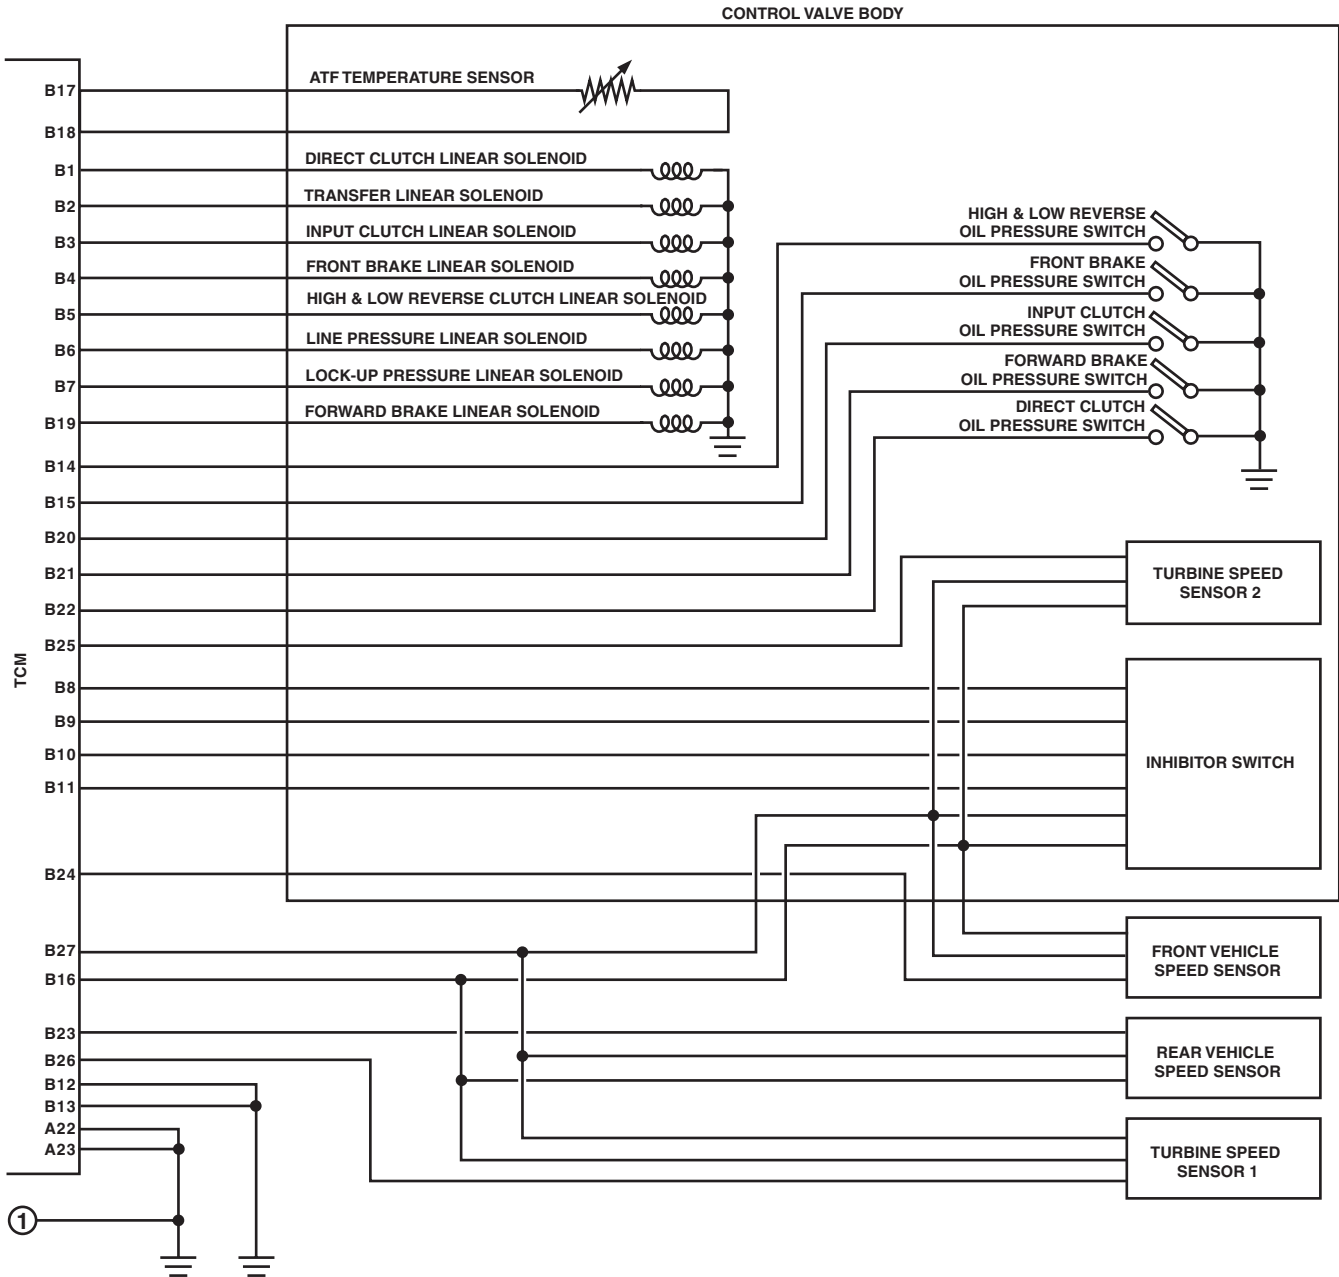 CONTROL VALVE BODY
B17
ATF TEMPERATURE SENSOR
B18
B1
DIRECT CLUTCH LINEAR SOLENOID
B2
TRANSFER LINEAR SOLENOID
B3
INPUT CLUTCH LINEAR SOLENOID
B4
FRONT BRAKE LINEAR SOLENOID
B5
HIGH & LOW REVERSE CLUTCH LINEAR SOLENOID
B6
LINE PRESSURE LINEAR SOLENOID
B7
LOCK-UP PRESSURE LINEAR SOLENOID
B19
FORWARD BRAKE LINEAR SOLENOID
HIGH & LOW REVERSE
OIL PRESSURE SWITCH
FRONT BRAKE
OIL PRESSURE SWITCH
INPUT CLUTCH
OIL PRESSURE SWITCH
FORWARD BRAKE
OIL PRESSURE SWITCH
DIRECT CLUTCH
OIL PRESSURE SWITCH
B14
B15
B20
B21
B22
B25
TURBINE SPEED
SENSOR 2
TCM
B8
B9
B10
B11
INHIBITOR SWITCH
B24
B27
B16
FRONT VEHICLE
SPEED SENSOR
B23
B26
B12
B13
A22
A23
REAR VEHICLE
SPEED SENSOR
TURBINE SPEED
SENSOR 1
1